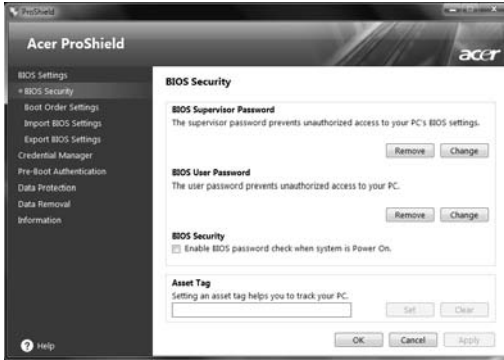 ProShield
Acer ProShield
acer
BIOS Settings
BIOS Security
Boot Order Settings
Import BIOS Settings
Export BIOS Settings
Credential Manager
Pre-Boot Authentication
Data Protection
Data Removal
Information
Help
BIOS Security
BIOS Supervisor Password
The supervisor password prevents unauthorized access to your PC's BIOS settings.
Remove Change
BIOS User Password
The user password prevents unauthorized access to your PC.
Remove Change
BIOS Security
Enable BIOS password check when system is Power On.
Asset Tag
Setting an asset tag helps you to track your PC.
Set Clear
OK Cancel Apply